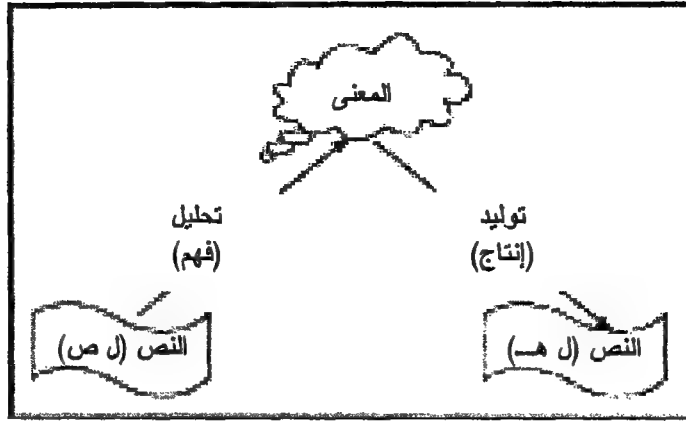 المعنى
تحليل
(فهم)
توليد
(إنتاج)
النص (ل ص)
النص (ل هـ)